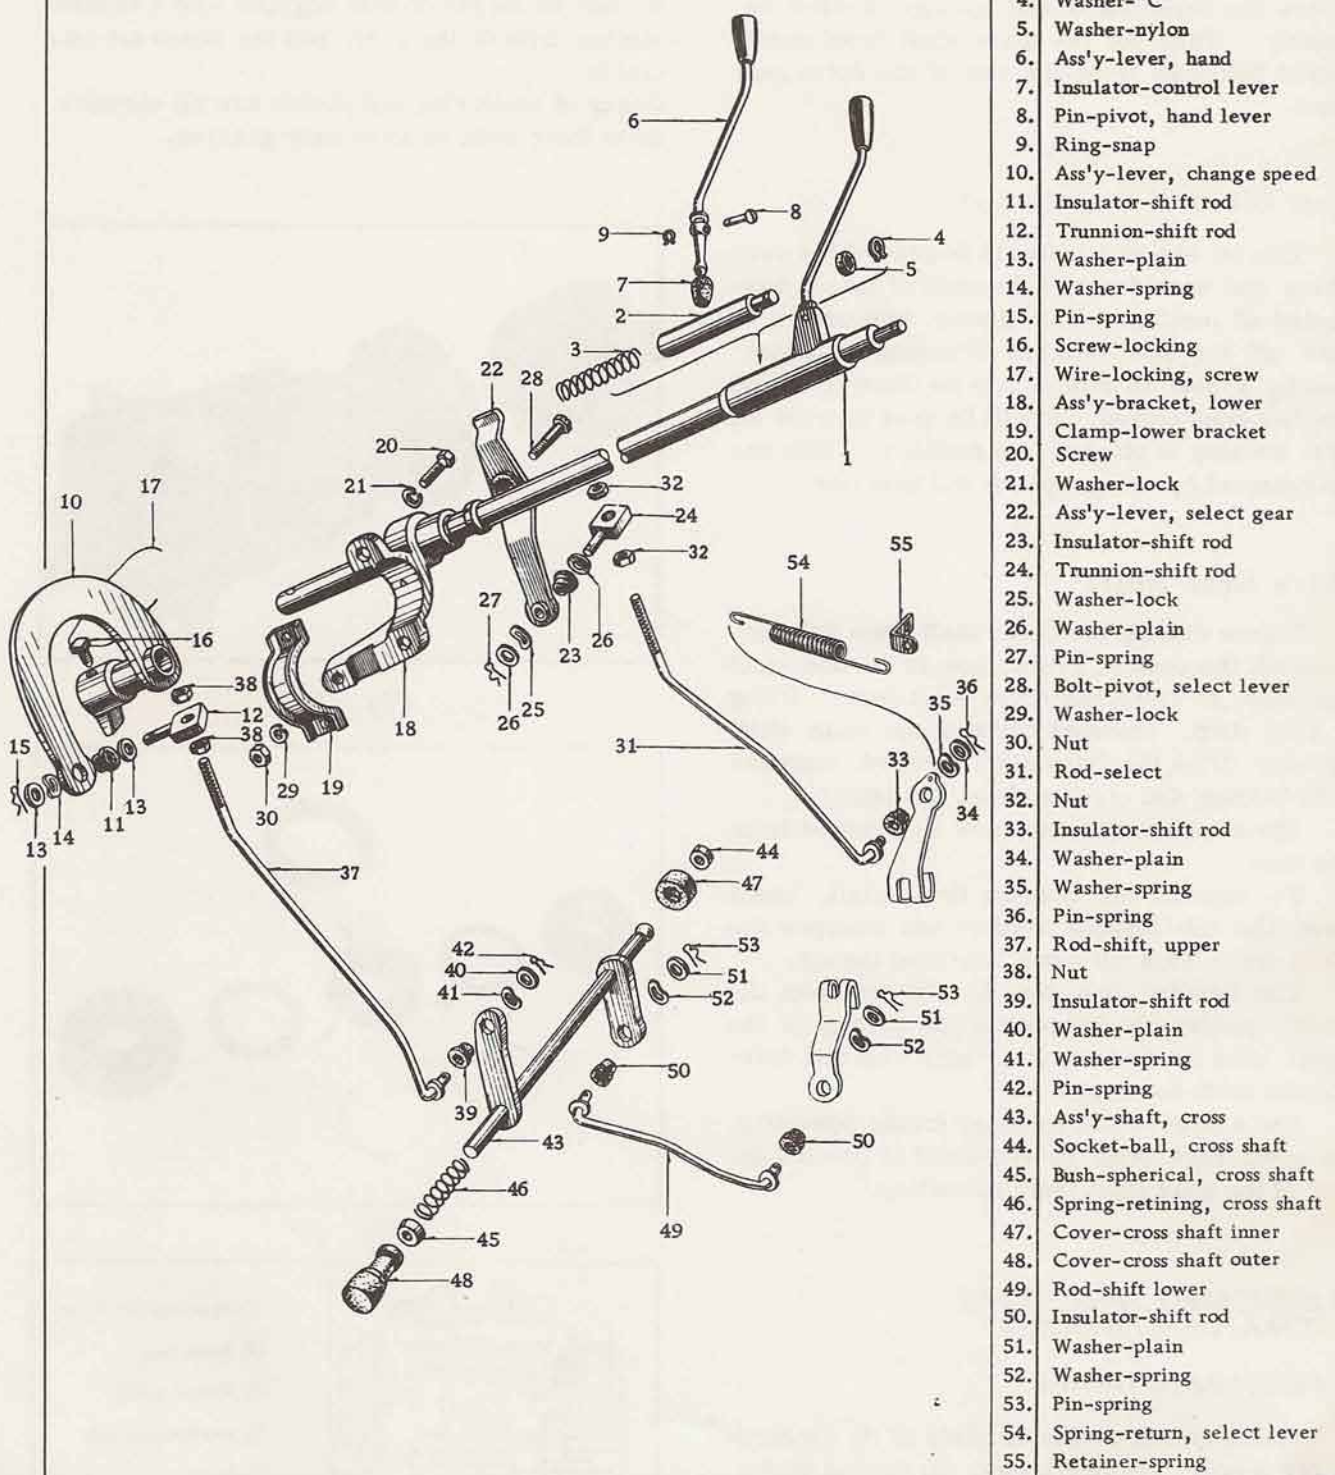 4. Washer-"C"
5. Washer-nylon
6. Ass'y-lever, hand
7. Insulator-control lever
8. Pin-pivot, hand lever
9. Ring-snap
10. Ass'y-lever, change speed
11. Insulator-shift rod
12. Trunnion-shift rod
13. Washer-plain
14. Washer-spring
15. Pin-spring
16. Screw-locking
17. Wire-locking, screw
18. Ass'y-bracket, lower
19. Clamp-lower bracket
20. Screw
21. Washer-lock
22. Ass'y-lever, select gear
23. Insulator-shift rod
24. Trunnion-shift rod
25. Washer-lock
26. Washer-plain
27. Pin-spring
28. Bolt-pivot, select lever
29. Washer-lock
30. Nut
31. Rod-select
32. Nut
33. Insulator-shift rod
34. Washer-plain
35. Washer-spring
36. Pin-spring
37. Rod-shift, upper
38. Nut
39. Insulator-shift rod
40. Washer-plain
41. Washer-spring
42. Pin-spring
43. Ass'y-shaft, cross
44. Socket-ball, cross shaft
45. Bush-spherical, cross shaft
46. Spring-retining, cross shaft
47. Cover-cross shaft inner
48. Cover-cross shaft outer
49. Rod-shift lower
50. Insulator-shift rod
51. Washer-plain
52. Washer-spring
53. Pin-spring
54. Spring-return, select lever
55. Retainer-spring
6
8
9
4
5
7
2
3
22
28
20
1
21
32
17
10
24
32
55
54
27
16
26
23
38
36
12
25
35
26
18
38
15
31
33
29
19
34
13
30
11
14
13
44
37
47
42
53
40
51
41
52
53
51
52
50
39
43
50
46
49
45
48